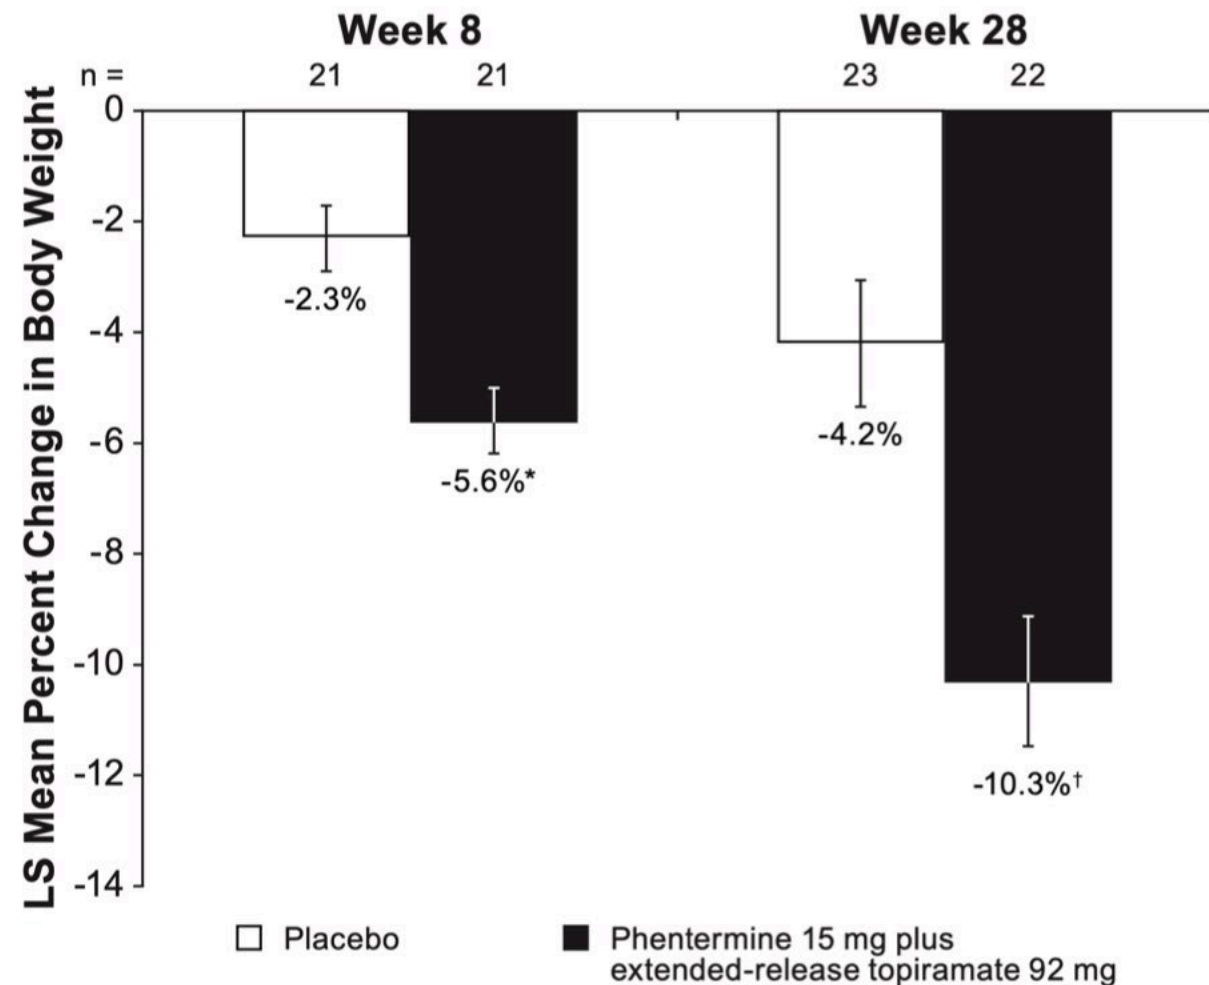 Week 8 Week 28
n = 21 21 23 22
LS Mean Percent Change in Body Weight
0
-2
-4
-6
-8
-10
-12
-14
-2.3%
-5.6%*
-4.2%
-10.3%†
Placebo
Phentermine 15 mg plus
extended-release topiramate 92 mg